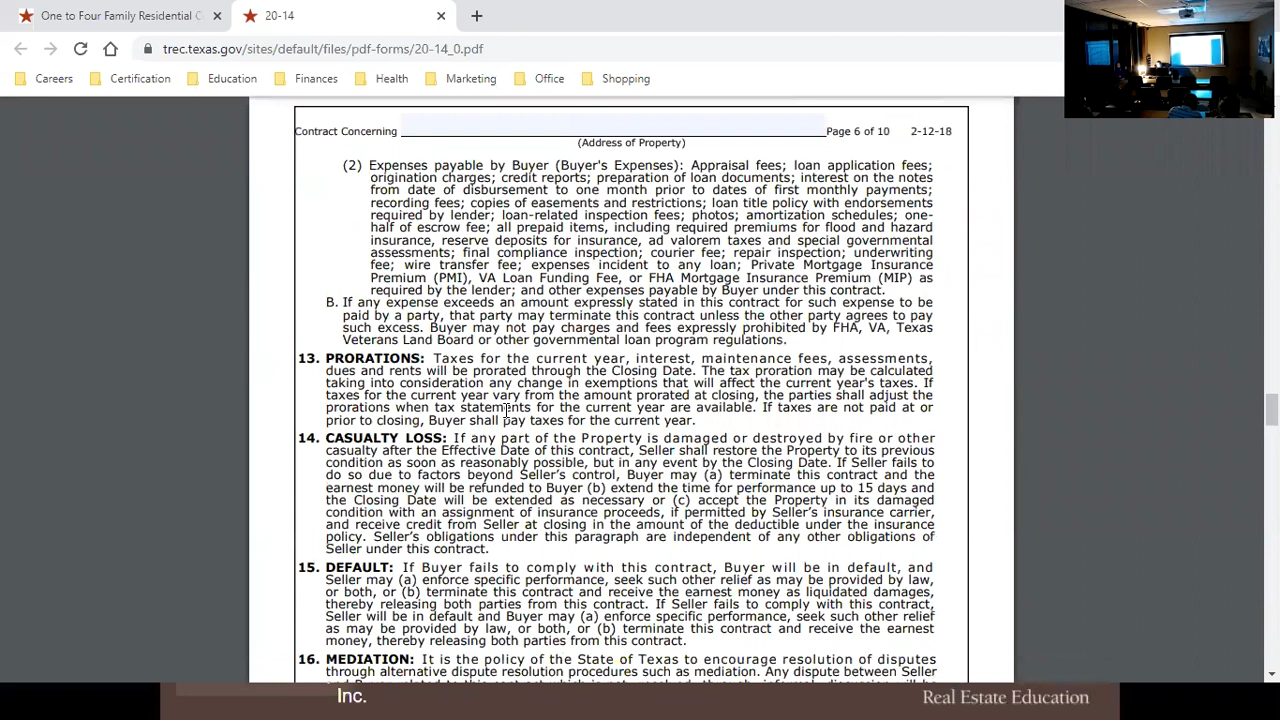 One to Four Family Residential C
20-14
trec.texas.gov/sites/default/files/pdf-forms/20-14_0.pdf
Careers
Certification
Education
Finances
Health
Marketing
Office
Shopping
Contract Concerning
Page 6 of 10 2-12-18
(Address of Property)
(2) Expenses payable by Buyer (Buyer's Expenses): Appraisal fees; loan application fees;
origination charges; credit reports; preparation of loan documents; interest on the notes
from date of disbursement to one month prior to dates of first monthly payments;
recording fees; copies of easements and restrictions; loan title policy with endorsements
required by lender; loan-related inspection fees; photos; amortization schedules; one-
half of escrow fee; all prepaid items, including required premiums for flood and hazard
insurance, reserve deposits for insurance, ad valorem taxes and special governmental
assessments; final compliance inspection; courier fee; repair inspection; underwriting
fee; wire transfer fee; expenses incident to any loan; Private Mortgage Insurance
Premium (PMI), VA Loan Funding Fee, or FHA Mortgage Insurance Premium (MIP) as
required by the lender; and other expenses payable by Buyer under this contract.
B. If any expense exceeds an amount expressly stated in this contract for such expense to be
paid by a party, that party may terminate this contract unless the other party agrees to pay
such excess. Buyer may not pay charges and fees expressly prohibited by FHA, VA, Texas
Veterans Land Board or other governmental loan program regulations.
13. PRORATIONS: Taxes for the current year, interest, maintenance fees, assessments,
dues and rents will be prorated through the Closing Date. The tax proration may be calculated
taking into consideration any change in exemptions that will affect the current year's taxes. If
taxes for the current year vary from the amount prorated at closing, the parties shall adjust the
prorations when tax statements for the current year are available. If taxes are not paid at or
prior to closing, Buyer shall pay taxes for the current year.
14. CASUALTY LOSS: If any part of the Property is damaged or destroyed by fire or other
casualty after the Effective Date of this contract, Seller shall restore the Property to its previous
condition as soon as reasonably possible, but in any event by the Closing Date. If Seller fails to
do so due to factors beyond Seller's control, Buyer may (a) terminate this contract and the
earnest money will be refunded to Buyer (b) extend the time for performance up to 15 days and
the Closing Date will be extended as necessary or (c) accept the Property in its damaged
condition with an assignment of insurance proceeds, if permitted by Seller's insurance carrier,
and receive credit from Seller at closing in the amount of the deductible under the insurance
policy. Seller's obligations under this paragraph are independent of any other obligations of
Seller under this contract.
15. DEFAULT: If Buyer fails to comply with this contract, Buyer will be in default, and
Seller may (a) enforce specific performance, seek such other relief as may be provided by law,
or both, or (b) terminate this contract and receive the earnest money as liquidated damages,
thereby releasing both parties from this contract. If Seller fails to comply with this contract,
Seller will be in default and Buyer may (a) enforce specific performance, seek such other relief
as may be provided by law, or both, or (b) terminate this contract and receive the earnest
money, thereby releasing both parties from this contract.
16. MEDIATION: It is the policy of the State of Texas to encourage resolution of disputes
through alternative dispute resolution procedures such as mediation. Any dispute between Seller
Inc.
Real Estate Education